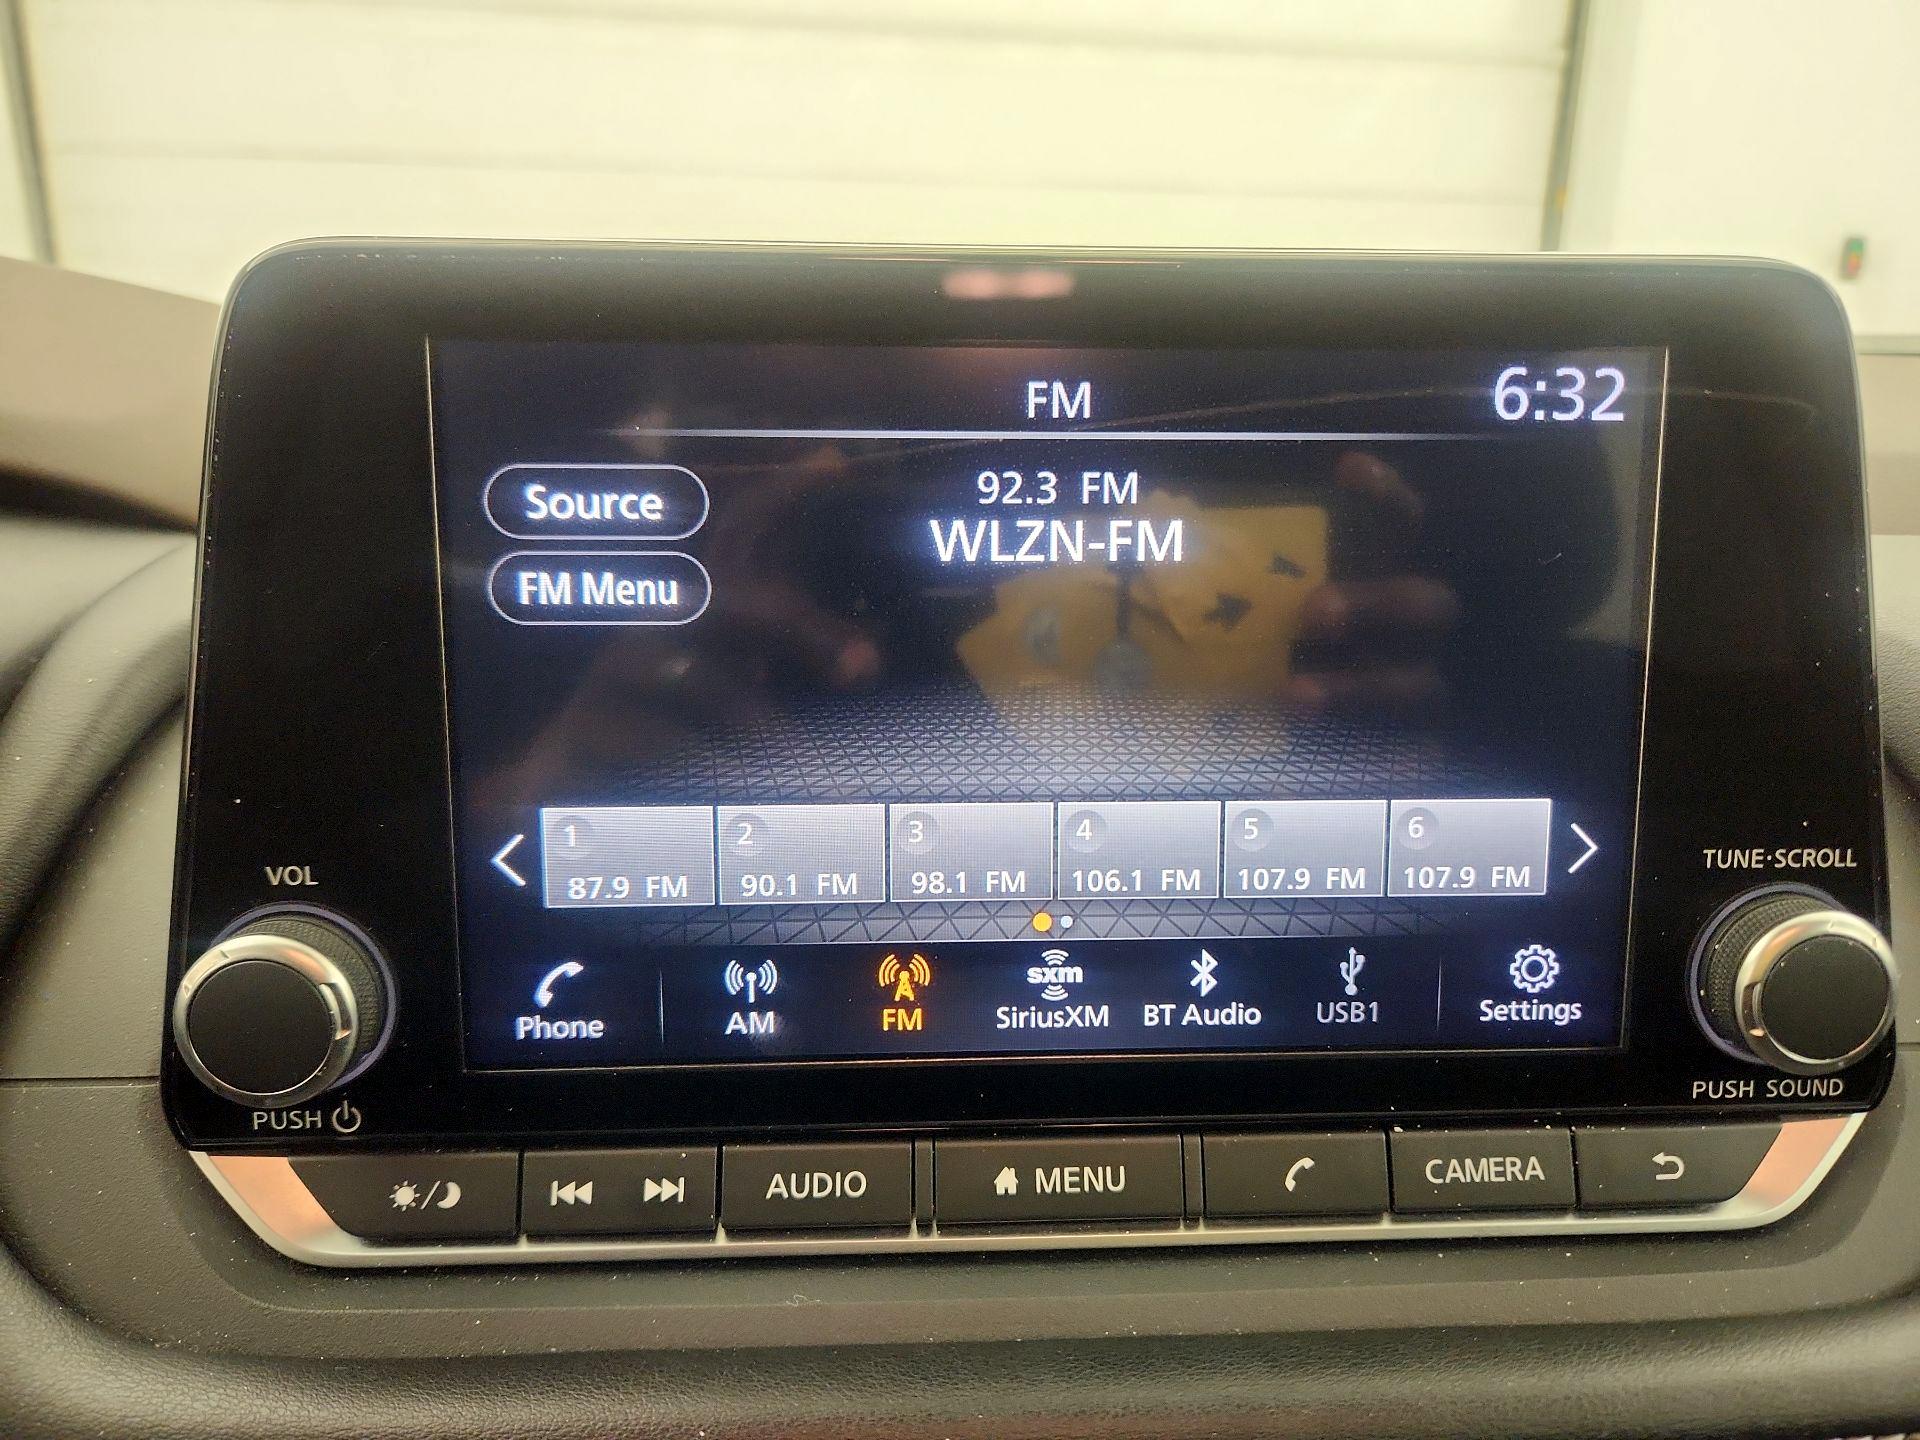 FM
6:32
Source
92.3 FM
WLZN-FM
FM Menu
1 2 3 4 5 6
87.9 FM 90.1 FM 98.1 FM 106.1 FM 107.9 FM 107.9 FM
VOL
TUNE·SCROLL
sxm
Phone AM FM SiriusXM BT Audio USB1 Settings
PUSH
PUSH SOUND
AUDIO MENU CAMERA